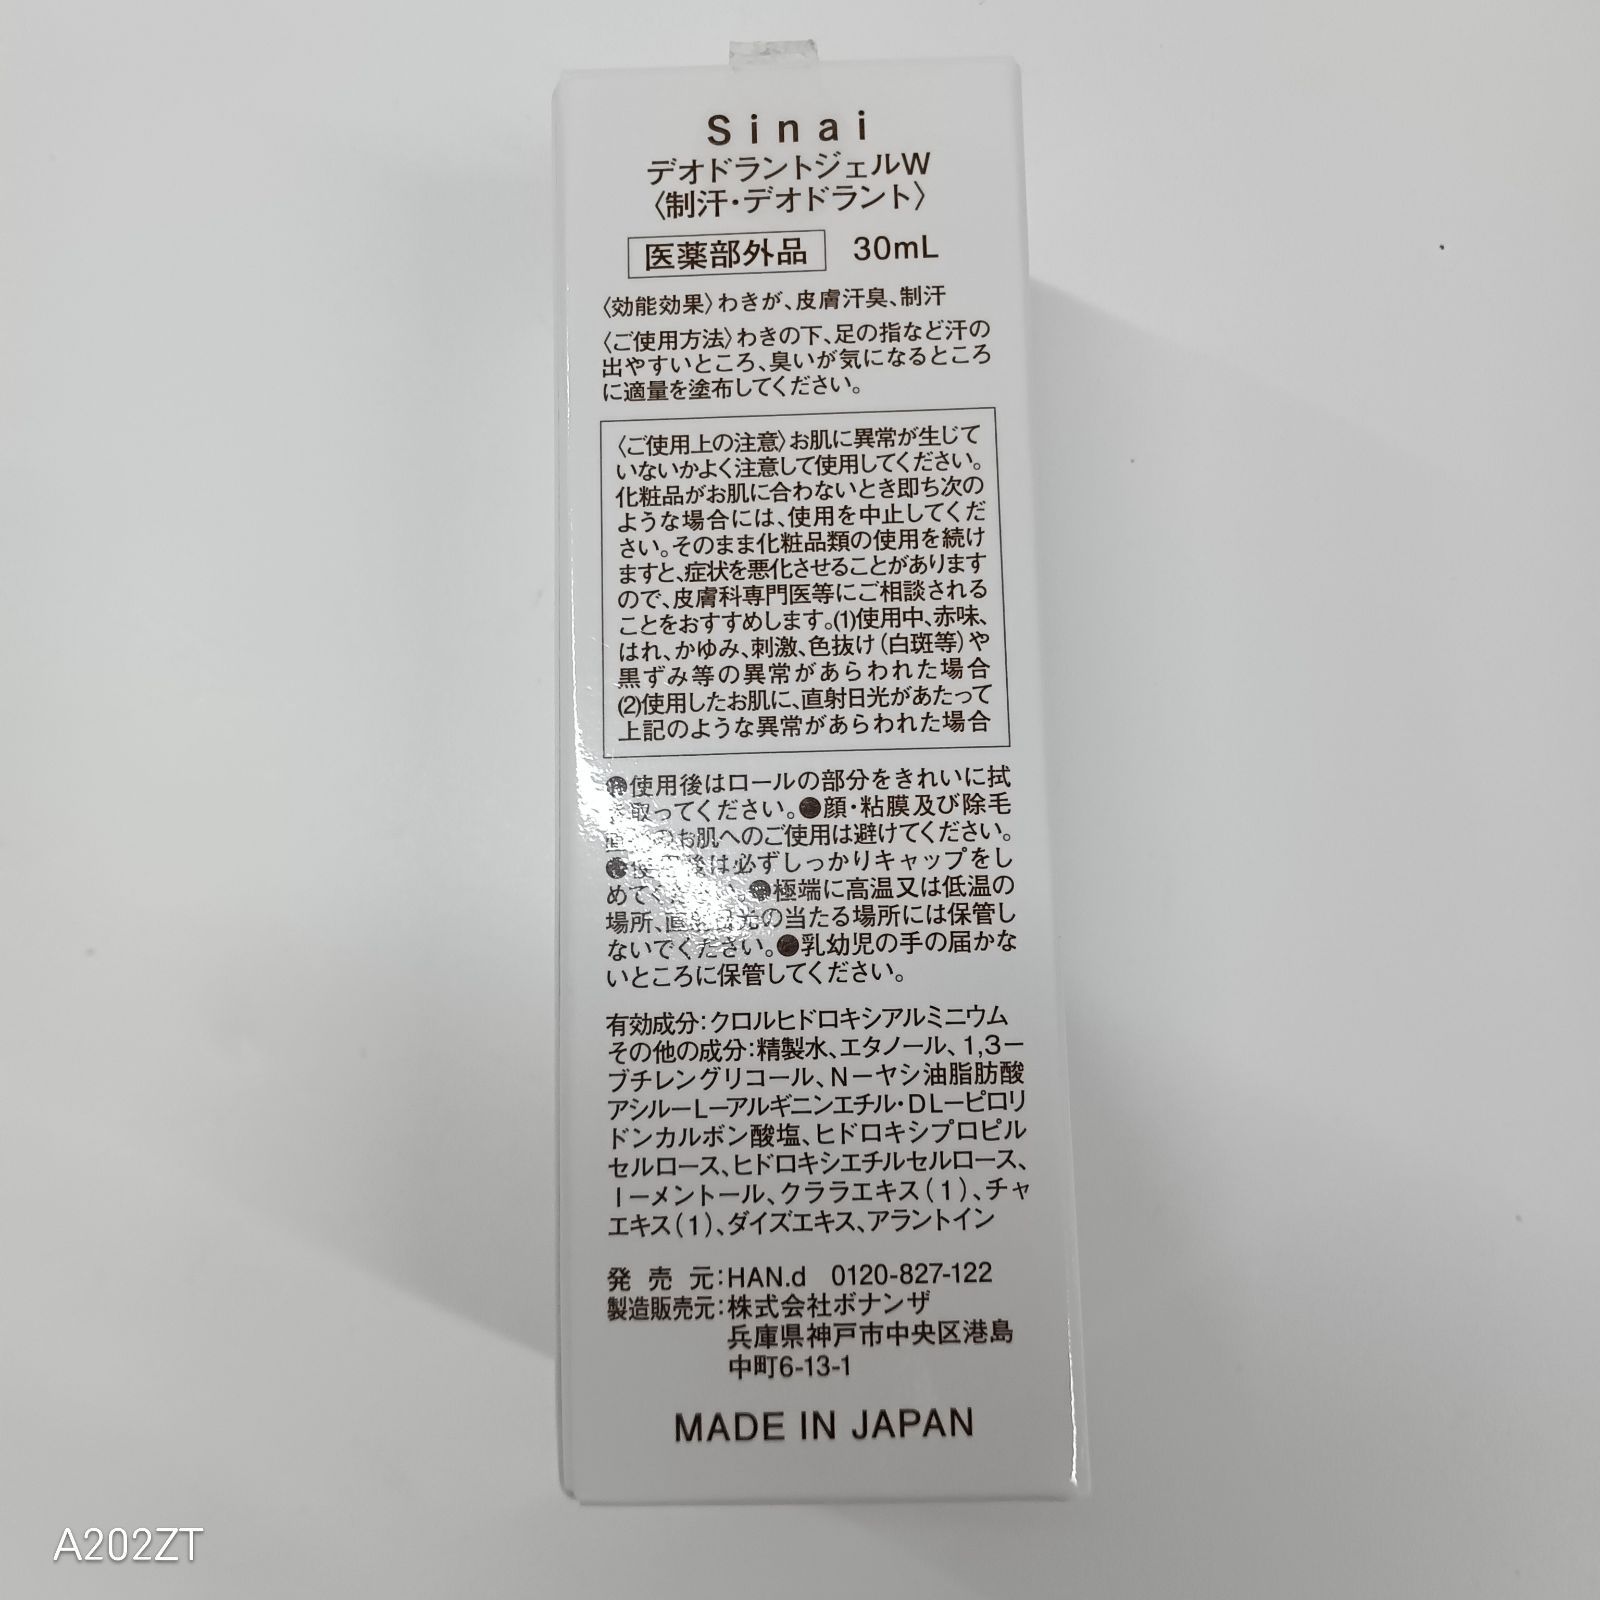 Sinai
デオドラントジェルW
〈制汗・デオドラント〉
医薬部外品 30mL
〈効能効果〉わきが、皮膚汗臭、制汗
〈ご使用方法〉わきの下、足の指など汗の
出やすいところ、臭いが気になるところ
に適量を塗布してください。
〈ご使用上の注意〉お肌に異常が生じて
いないかよく注意して使用してください。
化粧品がお肌に合わないとき即ち次の
ような場合には、使用を中止してくだ
さい。そのまま化粧品類の使用を続け
ますと、症状を悪化させることがあります
ので、皮膚科専門医等にご相談される
ことをおすすめします。(1)使用中、赤味、
はれ、かゆみ、刺激、色抜け(白斑等)や
黒ずみ等の異常があらわれた場合
(2)使用したお肌に、直射日光があたって
上記のような異常があらわれた場合
●使用後はロールの部分をきれいに拭
取ってください。●顔・粘膜及び除毛
のお肌へのご使用は避けてください。
●使用後は必ずしっかりキャップをし
めてください。●極端に高温又は低温の
場所、直射日光の当たる場所には保管し
ないでください。●乳幼児の手の届かな
いところに保管してください。
有効成分:クロルヒドロキシアルミニウム
その他の成分:精製水、エタノール、1,3-
ブチレングリコール、N-ヤシ油脂肪酸
アシル-L-アルギニンエチル・DL-ピロリ
ドンカルボン酸塩、ヒドロキシプロピル
セルロース、ヒドロキシエチルセルロース、
l-メントール、クララエキス(1)、チャ
エキス(1)、ダイズエキス、アラントイン
発売元:HAN.d 0120-827-122
製造販売元:株式会社ボナンザ
兵庫県神戸市中央区港島
中町6-13-1
MADE IN JAPAN
A202ZT